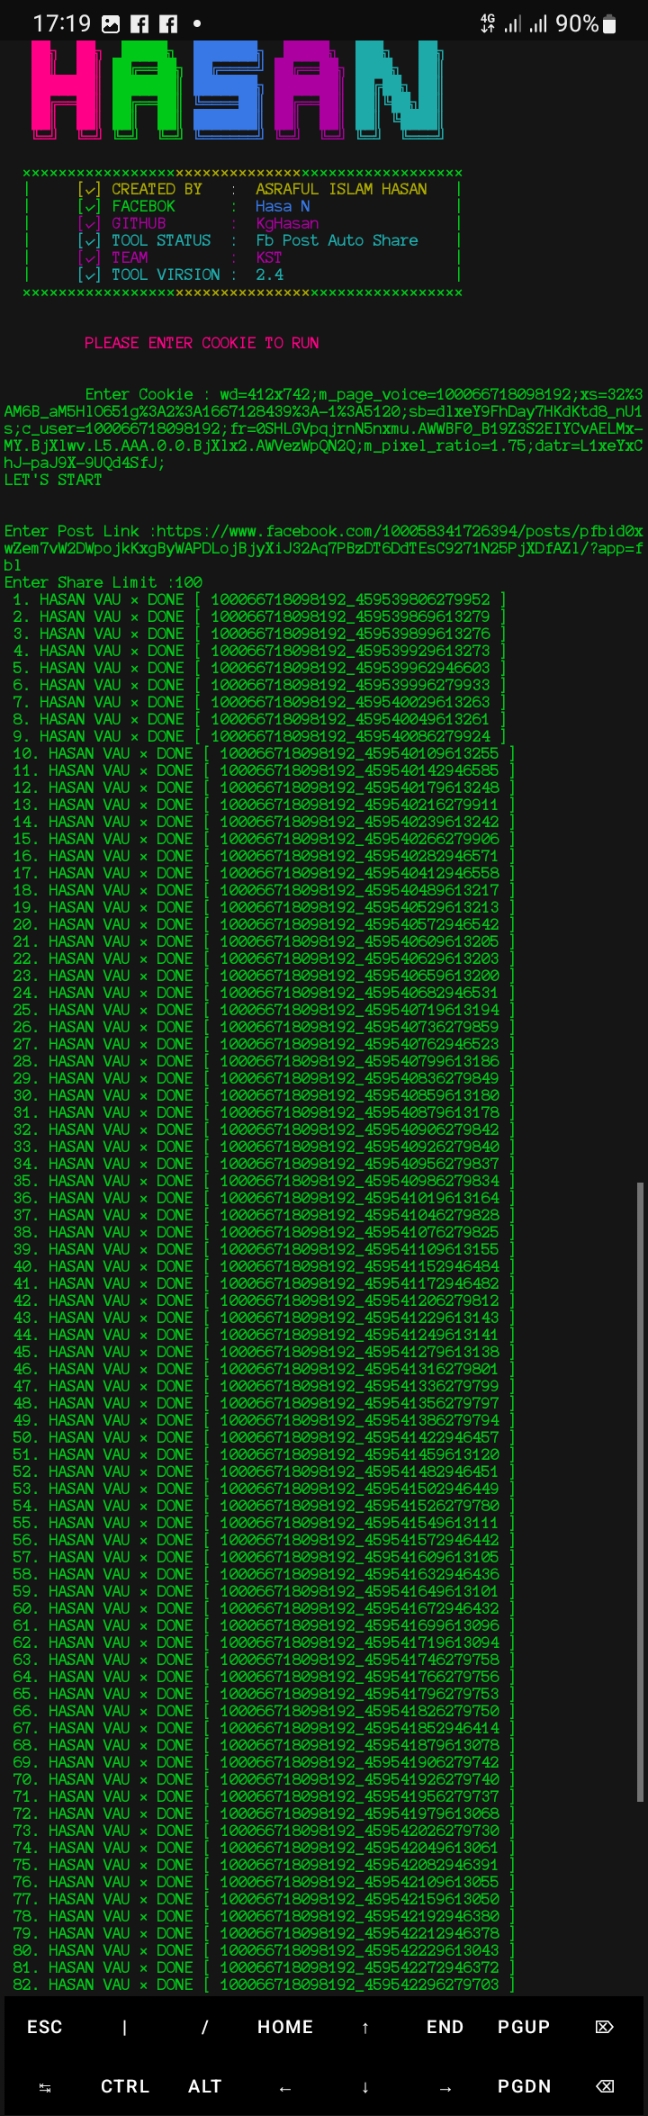 17:19
4G
90%
HASAN
×××××××××××××××××××××××××××××××××××××××××××××××××
| [✓] CREATED BY : ASRAFUL ISLAM HASAN |
| [✓] FACEBOK : Hasa N |
| [✓] GITHUB : KgHasan |
| [✓] TOOL STATUS : Fb Post Auto Share |
| [✓] TEAM : KST |
| [✓] TOOL VIRSION : 2.4 |
×××××××××××××××××××××××××××××××××××××××××××××××××
PLEASE ENTER COOKIE TO RUN
Enter Cookie : wd=412x742;m_page_voice=100066718098192;xs=32%3
AM6B_aM5HlO651g%3A2%3A1667128439%3A-1%3A5120;sb=dlxeY9FhDay7HKdKtd8_nU1
s;c_user=100066718098192;fr=0SHLGVpqjrnN5nxmu.AWWBF0_B19Z3S2EIYCvAELMx-
MY.BjXlwv.L5.AAA.0.0.BjXlx2.AWVezWpQN2Q;m_pixel_ratio=1.75;datr=L1xeYxC
hJ-paJ9X-9UQd4SfJ;
LET'S START
Enter Post Link :https://www.facebook.com/100058341726394/posts/pfbid0x
wZem7vW2DWpojkKxgByWAPDLojBjyXiJ32Aq7PBzDT6DdTEsC9271N25PjXDfAZl/?app=f
bl
Enter Share Limit :100
1. HASAN VAU × DONE [ 100066718098192_459539806279952 ]
2. HASAN VAU × DONE [ 100066718098192_459539869613279 ]
3. HASAN VAU × DONE [ 100066718098192_459539899613276 ]
4. HASAN VAU × DONE [ 100066718098192_459539929613273 ]
5. HASAN VAU × DONE [ 100066718098192_459539962946603 ]
6. HASAN VAU × DONE [ 100066718098192_459539996279933 ]
7. HASAN VAU × DONE [ 100066718098192_459540029613263 ]
8. HASAN VAU × DONE [ 100066718098192_459540049613261 ]
9. HASAN VAU × DONE [ 100066718098192_459540086279924 ]
10. HASAN VAU × DONE [ 100066718098192_459540109613255 ]
11. HASAN VAU × DONE [ 100066718098192_459540142946585 ]
12. HASAN VAU × DONE [ 100066718098192_459540179613248 ]
13. HASAN VAU × DONE [ 100066718098192_459540216279911 ]
14. HASAN VAU × DONE [ 100066718098192_459540239613242 ]
15. HASAN VAU × DONE [ 100066718098192_459540266279906 ]
16. HASAN VAU × DONE [ 100066718098192_459540282946571 ]
17. HASAN VAU × DONE [ 100066718098192_459540412946558 ]
18. HASAN VAU × DONE [ 100066718098192_459540489613217 ]
19. HASAN VAU × DONE [ 100066718098192_459540529613213 ]
20. HASAN VAU × DONE [ 100066718098192_459540572946542 ]
21. HASAN VAU × DONE [ 100066718098192_459540609613205 ]
22. HASAN VAU × DONE [ 100066718098192_459540629613203 ]
23. HASAN VAU × DONE [ 100066718098192_459540659613200 ]
24. HASAN VAU × DONE [ 100066718098192_459540682946531 ]
25. HASAN VAU × DONE [ 100066718098192_459540719613194 ]
26. HASAN VAU × DONE [ 100066718098192_459540736279859 ]
27. HASAN VAU × DONE [ 100066718098192_459540762946523 ]
28. HASAN VAU × DONE [ 100066718098192_459540799613186 ]
29. HASAN VAU × DONE [ 100066718098192_459540836279849 ]
30. HASAN VAU × DONE [ 100066718098192_459540859613180 ]
31. HASAN VAU × DONE [ 100066718098192_459540879613178 ]
32. HASAN VAU × DONE [ 100066718098192_459540906279842 ]
33. HASAN VAU × DONE [ 100066718098192_459540926279840 ]
34. HASAN VAU × DONE [ 100066718098192_459540956279837 ]
35. HASAN VAU × DONE [ 100066718098192_459540986279834 ]
36. HASAN VAU × DONE [ 100066718098192_459541019613164 ]
37. HASAN VAU × DONE [ 100066718098192_459541046279828 ]
38. HASAN VAU × DONE [ 100066718098192_459541076279825 ]
39. HASAN VAU × DONE [ 100066718098192_459541109613155 ]
40. HASAN VAU × DONE [ 100066718098192_459541152946484 ]
41. HASAN VAU × DONE [ 100066718098192_459541172946482 ]
42. HASAN VAU × DONE [ 100066718098192_459541206279812 ]
43. HASAN VAU × DONE [ 100066718098192_459541229613143 ]
44. HASAN VAU × DONE [ 100066718098192_459541249613141 ]
45. HASAN VAU × DONE [ 100066718098192_459541279613138 ]
46. HASAN VAU × DONE [ 100066718098192_459541316279801 ]
47. HASAN VAU × DONE [ 100066718098192_459541336279799 ]
48. HASAN VAU × DONE [ 100066718098192_459541356279797 ]
49. HASAN VAU × DONE [ 100066718098192_459541386279794 ]
50. HASAN VAU × DONE [ 100066718098192_459541422946457 ]
51. HASAN VAU × DONE [ 100066718098192_459541459613120 ]
52. HASAN VAU × DONE [ 100066718098192_459541482946451 ]
53. HASAN VAU × DONE [ 100066718098192_459541502946449 ]
54. HASAN VAU × DONE [ 100066718098192_459541526279780 ]
55. HASAN VAU × DONE [ 100066718098192_459541549613111 ]
56. HASAN VAU × DONE [ 100066718098192_459541572946442 ]
57. HASAN VAU × DONE [ 100066718098192_459541609613105 ]
58. HASAN VAU × DONE [ 100066718098192_459541632946436 ]
59. HASAN VAU × DONE [ 100066718098192_459541649613101 ]
60. HASAN VAU × DONE [ 100066718098192_459541672946432 ]
61. HASAN VAU × DONE [ 100066718098192_459541699613096 ]
62. HASAN VAU × DONE [ 100066718098192_459541719613094 ]
63. HASAN VAU × DONE [ 100066718098192_459541746279758 ]
64. HASAN VAU × DONE [ 100066718098192_459541766279756 ]
65. HASAN VAU × DONE [ 100066718098192_459541796279753 ]
66. HASAN VAU × DONE [ 100066718098192_459541826279750 ]
67. HASAN VAU × DONE [ 100066718098192_459541852946414 ]
68. HASAN VAU × DONE [ 100066718098192_459541879613078 ]
69. HASAN VAU × DONE [ 100066718098192_459541906279742 ]
70. HASAN VAU × DONE [ 100066718098192_459541926279740 ]
71. HASAN VAU × DONE [ 100066718098192_459541956279737 ]
72. HASAN VAU × DONE [ 100066718098192_459541979613068 ]
73. HASAN VAU × DONE [ 100066718098192_459542026279730 ]
74. HASAN VAU × DONE [ 100066718098192_459542049613061 ]
75. HASAN VAU × DONE [ 100066718098192_459542082946391 ]
76. HASAN VAU × DONE [ 100066718098192_459542109613055 ]
77. HASAN VAU × DONE [ 100066718098192_459542159613050 ]
78. HASAN VAU × DONE [ 100066718098192_459542192946380 ]
79. HASAN VAU × DONE [ 100066718098192_459542212946378 ]
80. HASAN VAU × DONE [ 100066718098192_459542229613043 ]
81. HASAN VAU × DONE [ 100066718098192_459542272946372 ]
82. HASAN VAU × DONE [ 100066718098192_459542296279703 ]
ESC | / HOME ↑ END PGUP ⌦
↹ CTRL ALT ← ↓ → PGDN ⌫